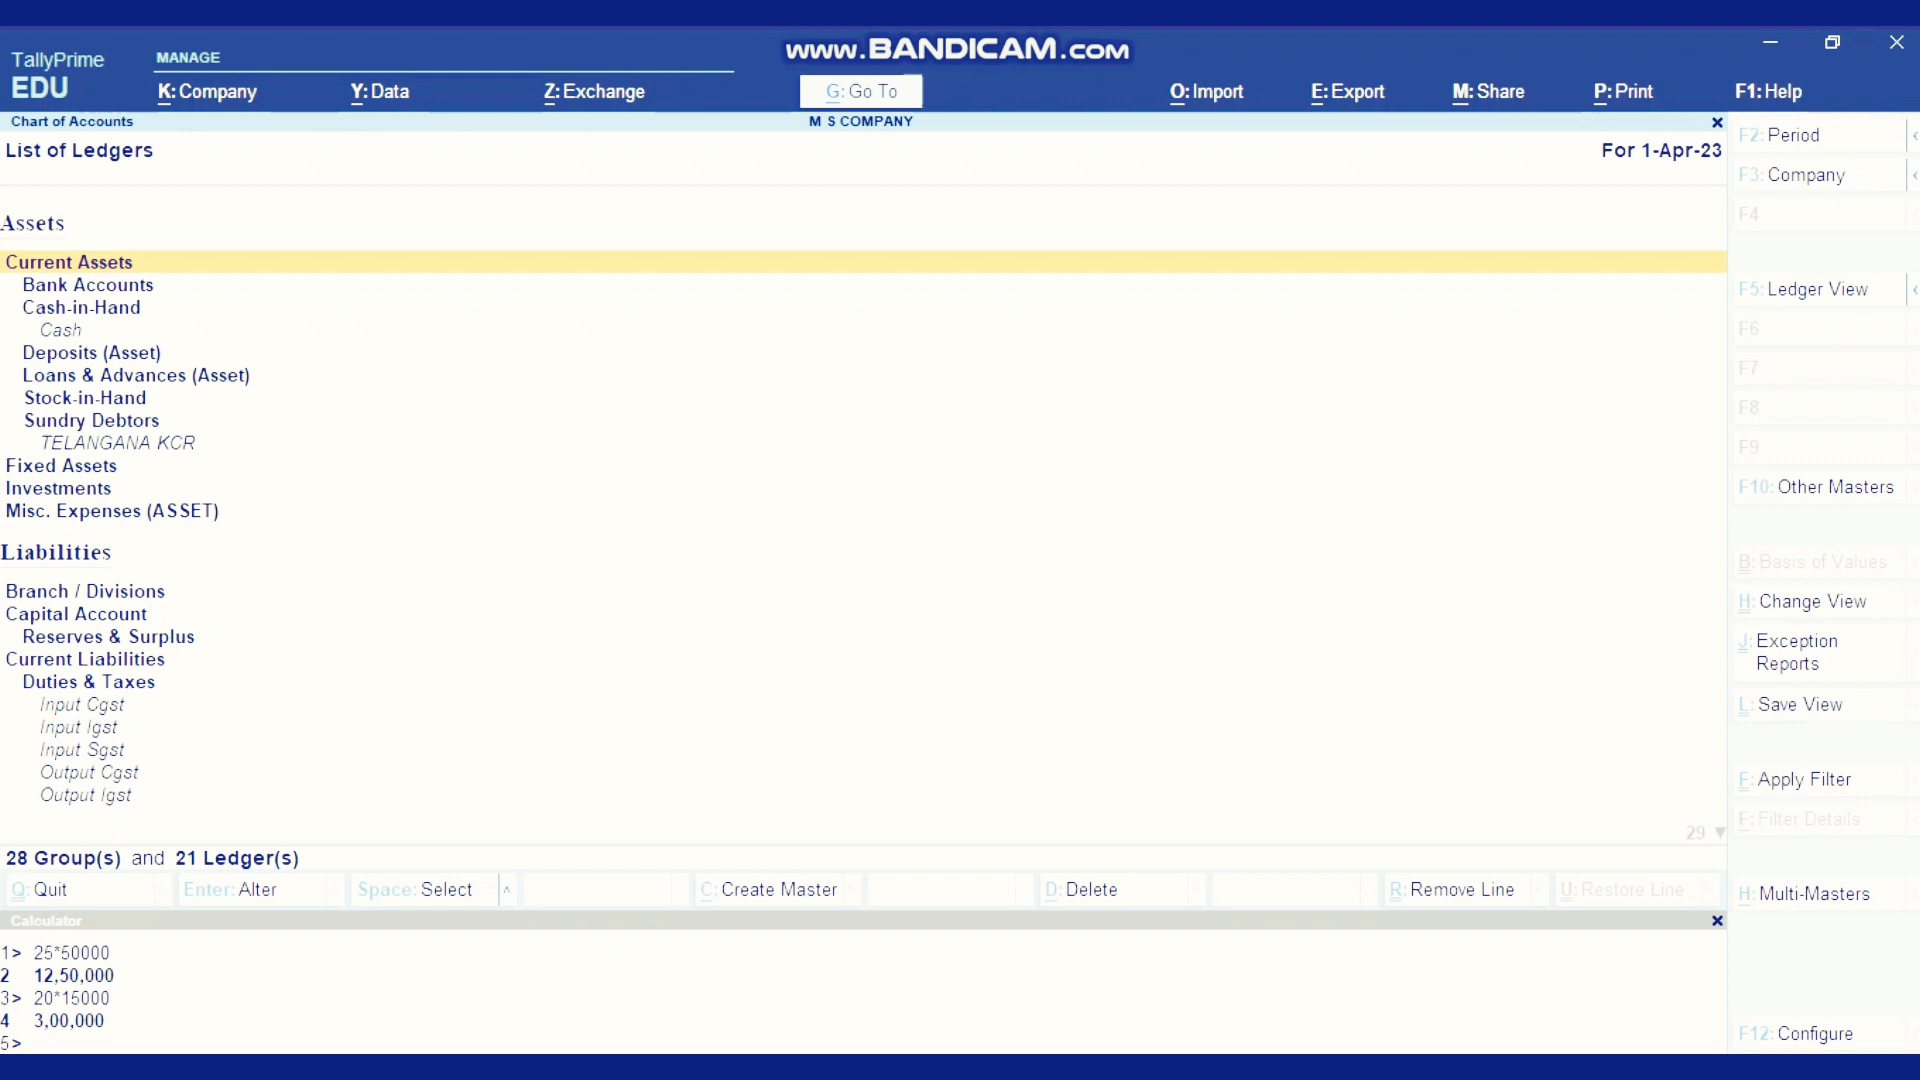 www.BANDICAM.com
TallyPrime
EDU
MANAGE
K: Company
Y: Data
Z: Exchange
G: Go To
O: Import
E: Export
M: Share
P: Print
F1: Help
Chart of Accounts
M S COMPANY
List of Ledgers
For 1-Apr-23
Assets
Current Assets
Bank Accounts
Cash-in-Hand
Cash
Deposits (Asset)
Loans & Advances (Asset)
Stock-in-Hand
Sundry Debtors
TELANGANA KCR
Fixed Assets
Investments
Misc. Expenses (ASSET)
Liabilities
Branch / Divisions
Capital Account
Reserves & Surplus
Current Liabilities
Duties & Taxes
Input Cgst
Input Igst
Input Sgst
Output Cgst
Output Igst
29 ▼
28 Group(s) and 21 Ledger(s)
Q: Quit
Enter: Alter
Space: Select
C: Create Master
D: Delete
R: Remove Line
U: Restore Line
Calculator
1> 25*50000
2 12,50,000
3> 20*15000
4 3,00,000
5>
F2: Period
F3: Company
F4
F5: Ledger View
F6
F7
F8
F9
F10: Other Masters
B: Basis of Values
H: Change View
J: Exception
Reports
L: Save View
F: Apply Filter
F: Filter Details
H: Multi-Masters
F12: Configure